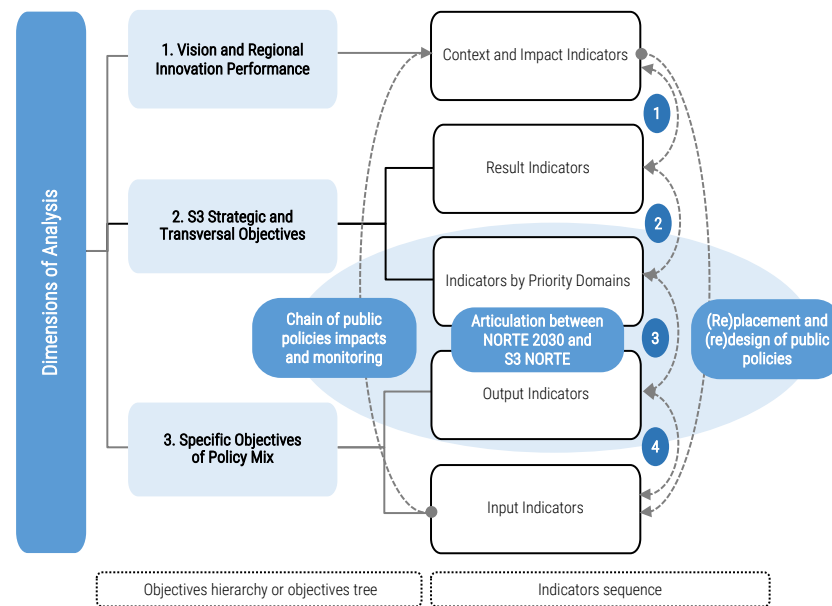 Dimensions of Analysis
1. Vision and Regional
Innovation Performance
2. S3 Strategic and
Transversal Objectives
3. Specific Objectives
of Policy Mix
Context and Impact Indicators
Result Indicators
Indicators by Priority Domains
Output Indicators
Input Indicators
1
2
3
4
Chain of public
policies impacts
and monitoring
Articulation between
NORTE 2030 and
S3 NORTE
(Re)placement and
(re)design of public
policies
Objectives hierarchy or objectives tree
Indicators sequence